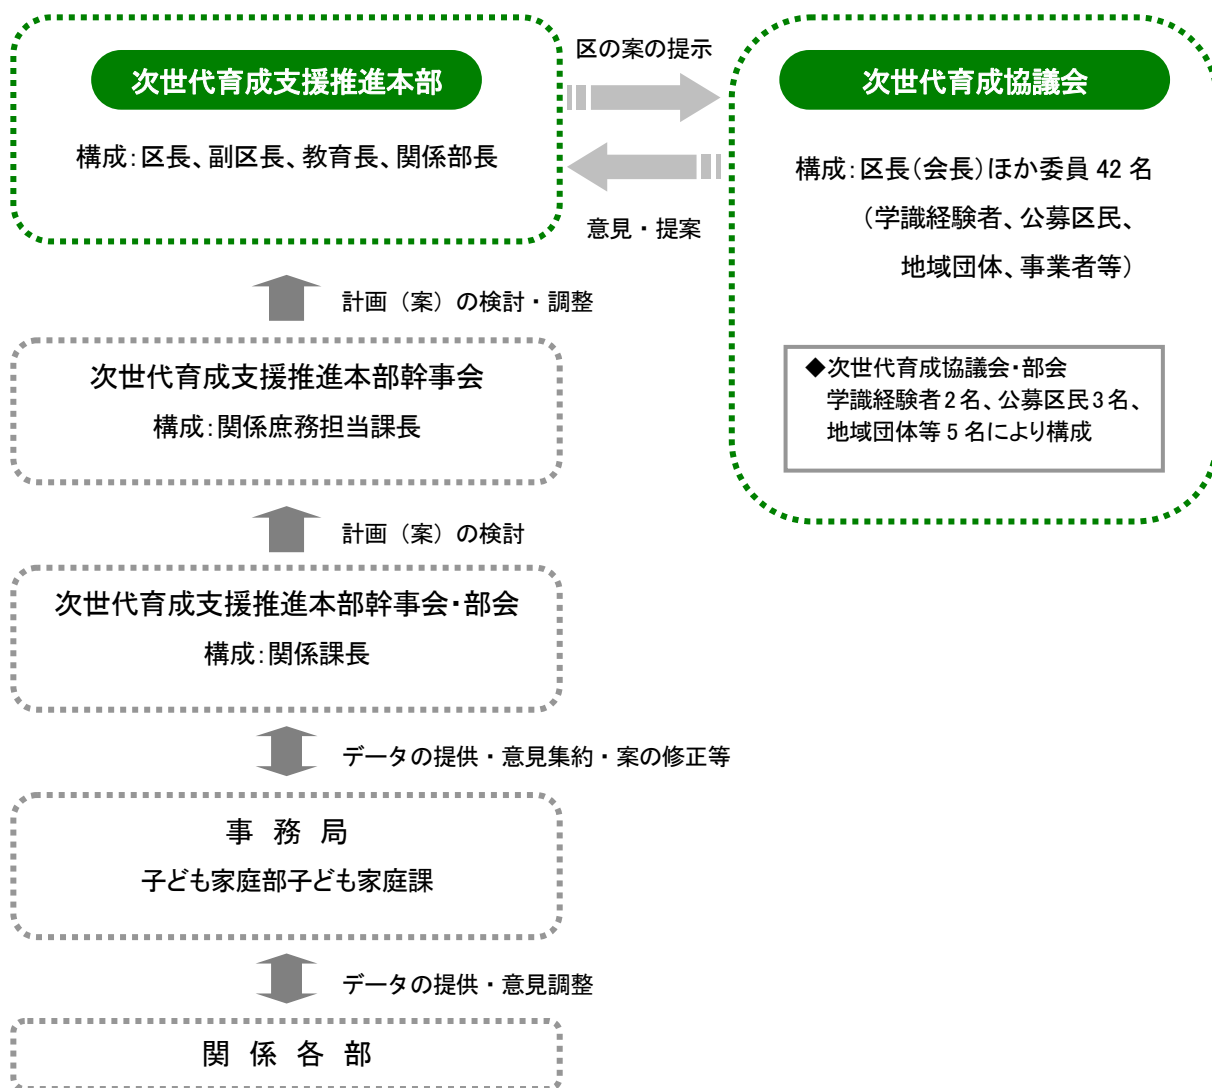 次世代育成支援推進本部
構成：区長、副区長、教育長、関係部長
区の案の提示
意見・提案
次世代育成協議会
構成：区長（会長）ほか委員 42 名
（学識経験者、公募区民、
地域団体、事業者等）
◆次世代育成協議会・部会
学識経験者2名、公募区民3名、
地域団体等 5 名により構成
計画（案）の検討・調整
次世代育成支援推進本部幹事会
構成：関係庶務担当課長
計画（案）の検討
次世代育成支援推進本部幹事会・部会
構成：関係課長
データの提供・意見集約・案の修正等
事 務 局
子ども家庭部子ども家庭課
データの提供・意見調整
関 係 各 部